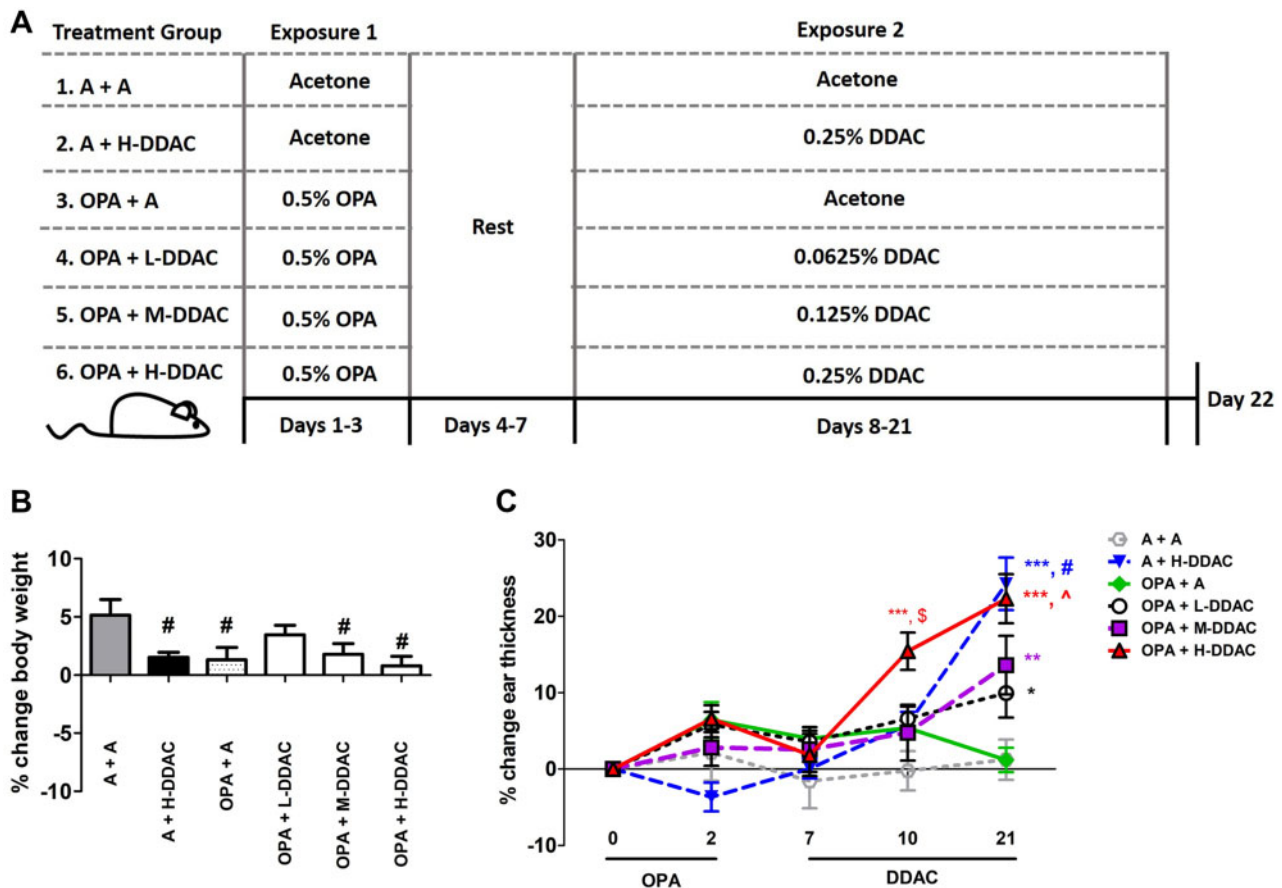 A
Treatment Group Exposure 1 Exposure 2
1. A + A Acetone Acetone
2. A + H-DDAC Acetone 0.25% DDAC
3. OPA + A 0.5% OPA Acetone
Rest
4. OPA + L-DDAC 0.5% OPA 0.0625% DDAC
5. OPA + M-DDAC 0.5% OPA 0.125% DDAC
6. OPA + H-DDAC 0.5% OPA 0.25% DDAC
Days 1-3 Days 4-7 Days 8-21 Day 22
B
% change body weight
10
5
0
-5
-10
# # # #
A + A
A + H-DDAC
OPA + A
OPA + L-DDAC
OPA + M-DDAC
OPA + H-DDAC
C
% change ear thickness
30
20
10
0
-10
0 2 7 10 21
OPA DDAC
***, $
***, #
***, ^
**
*
A + A
A + H-DDAC
OPA + A
OPA + L-DDAC
OPA + M-DDAC
OPA + H-DDAC